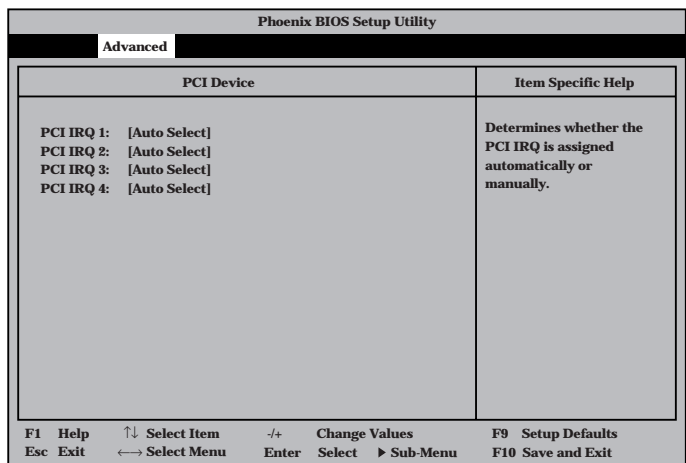 Phoenix BIOS Setup Utility
Advanced
PCI Device
Item Specific Help
PCI IRQ 1: [Auto Select]
PCI IRQ 2: [Auto Select]
PCI IRQ 3: [Auto Select]
PCI IRQ 4: [Auto Select]
Determines whether the
PCI IRQ is assigned
automatically or
manually.
F1 Help ↑↓ Select Item -/+ Change Values F9 Setup Defaults
Esc Exit ←→ Select Menu Enter Select ▶ Sub-Menu F10 Save and Exit